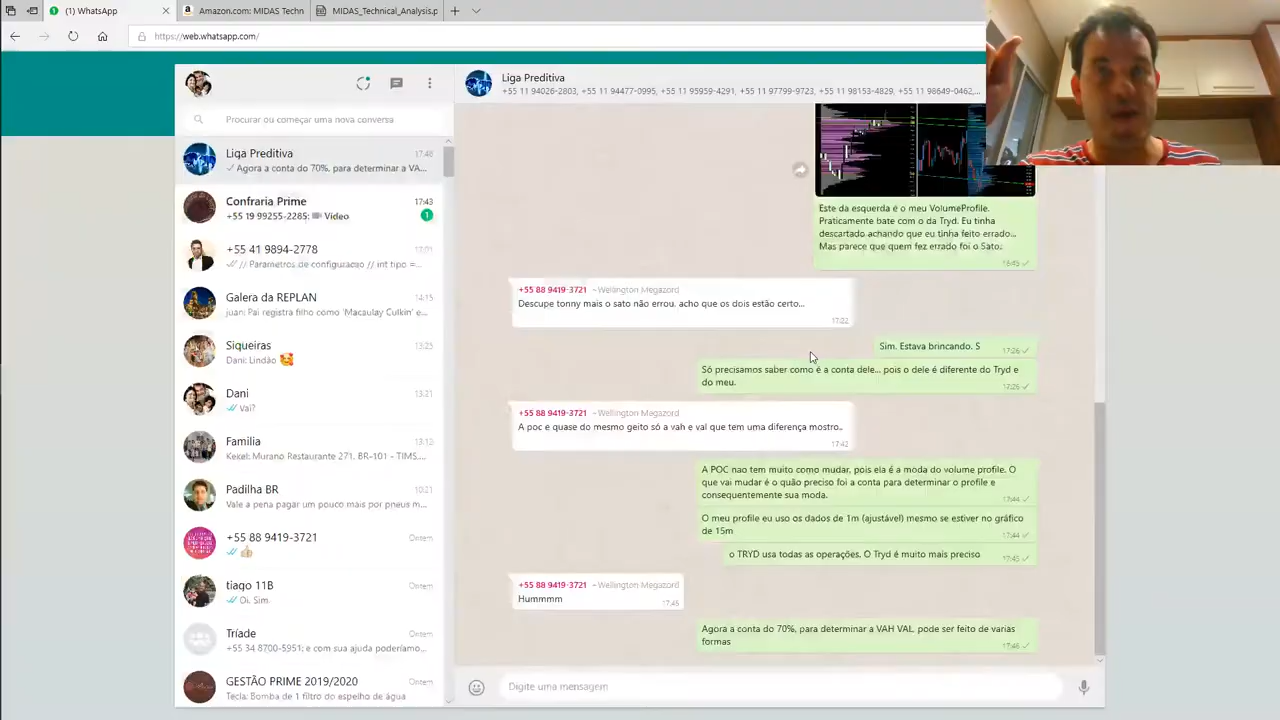 (1) WhatsApp
Amazon.com: MIDAS Techn
MIDAS_Technical_Analysis.p
https://web.whatsapp.com/
Procurar ou começar uma nova conversa
Liga Preditiva 17:46
Agora a conta do 70%, para determinar a VA...
Confraria Prime 17:43
+55 19 99255-2285: Vídeo 1
+55 41 9894-2778 17:01
// Parametros de configuracao // int tipo =...
Galera da REPLAN 14:15
juan: Pai registra filho como 'Macaulay Culkin' e...
Siqueiras 13:25
Dani: Lindão
Dani 13:21
Vai?
Familia 13:13
Kekel: Murano Restaurante 271, BR-101 - TIMS,...
Padilha BR 10:21
Vale a pena pagar um pouco mais por pneus m...
+55 88 9419-3721 Ontem
tiago 11B Ontem
Oi. Sim.
Tríade Ontem
+55 34 8700-5951: e com sua ajuda poderíamo...
GESTÃO PRIME 2019/2020 Ontem
Tecla: Bomba de 1 filtro do espelho de água
Liga Preditiva
+55 11 94026-2803, +55 11 94477-0995, +55 11 95959-4291, +55 11 97799-9723, +55 11 98153-4829, +55 11 98649-0462,...
Este da esquerda é o meu VolumeProfile.
Praticamente bate com o da Tryd. Eu tinha
descartado achando que eu tinha feito errado...
Mas parece que quem fez errado foi o Sato.
16:45
+55 88 9419-3721 ~Wellington Megazord
Descupe tonny mais o sato não errou. acho que os dois estão certo...
17:22
Sim. Estava brincando. S 17:26
Só precisamos saber como é a conta dele... pois o dele é diferente do Tryd e
do meu. 17:26
+55 88 9419-3721 ~Wellington Megazord
A poc e quase do mesmo geito só a vah e val que tem uma diferença mostro..
17:42
A POC nao tem muito como mudar, pois ela é a moda do volume profile. O
que vai mudar é o quão preciso foi a conta para determinar o profile e
consequentemente sua moda. 17:44
O meu profile eu uso os dados de 1m (ajustável) mesmo se estiver no gráfico
de 15m 17:44
o TRYD usa todas as operações. O Tryd é muito mais preciso 17:45
+55 88 9419-3721 ~Wellington Megazord
Hummmm 17:45
Agora a conta do 70%, para determinar a VAH VAL, pode ser feito de varias
formas 17:46
Digite uma mensagem